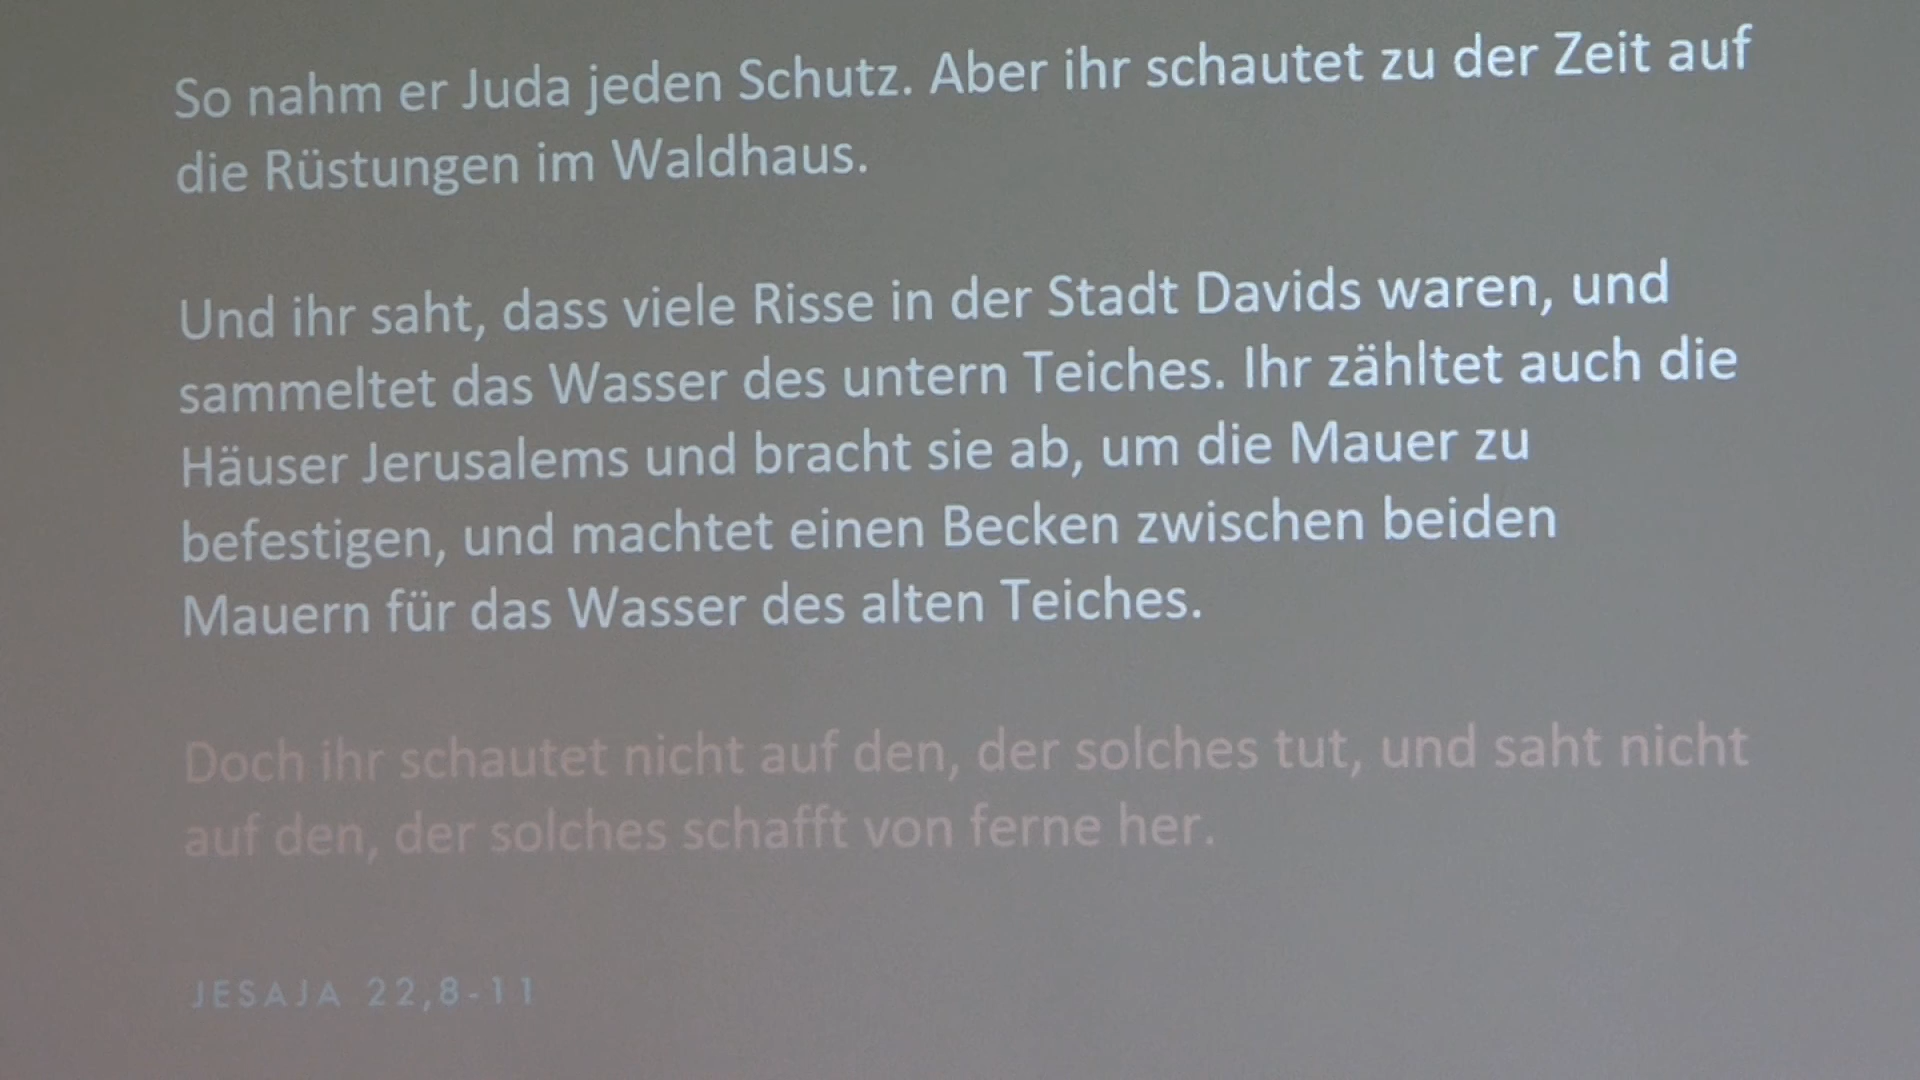 So nahm er Juda jeden Schutz. Aber ihr schautet zu der Zeit auf
die Rüstungen im Waldhaus.
Und ihr saht, dass viele Risse in der Stadt Davids waren, und
sammeltet das Wasser des untern Teiches. Ihr zähltet auch die
Häuser Jerusalems und bracht sie ab, um die Mauer zu
befestigen, und machtet einen Becken zwischen beiden
Mauern für das Wasser des alten Teiches.
Doch ihr schautet nicht auf den, der solches tut, und saht nicht
auf den, der solches schafft von ferne her.
JESAJA 22,8-11